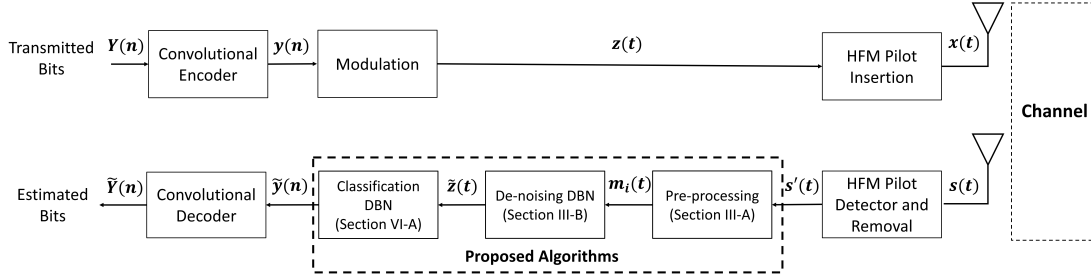 Transmitted
Bits
Y(n)
Convolutional
Encoder
y(n)
Modulation
z(t)
HFM Pilot
Insertion
x(t)
Channel
Estimated
Bits
Ỹ(n)
Convolutional
Decoder
ỹ(n)
Classification
DBN
(Section VI-A)
z̃(t)
De-noising DBN
(Section III-B)
mᵢ(t)
Pre-processing
(Section III-A)
s′(t)
HFM Pilot
Detector and
Removal
s(t)
Proposed Algorithms